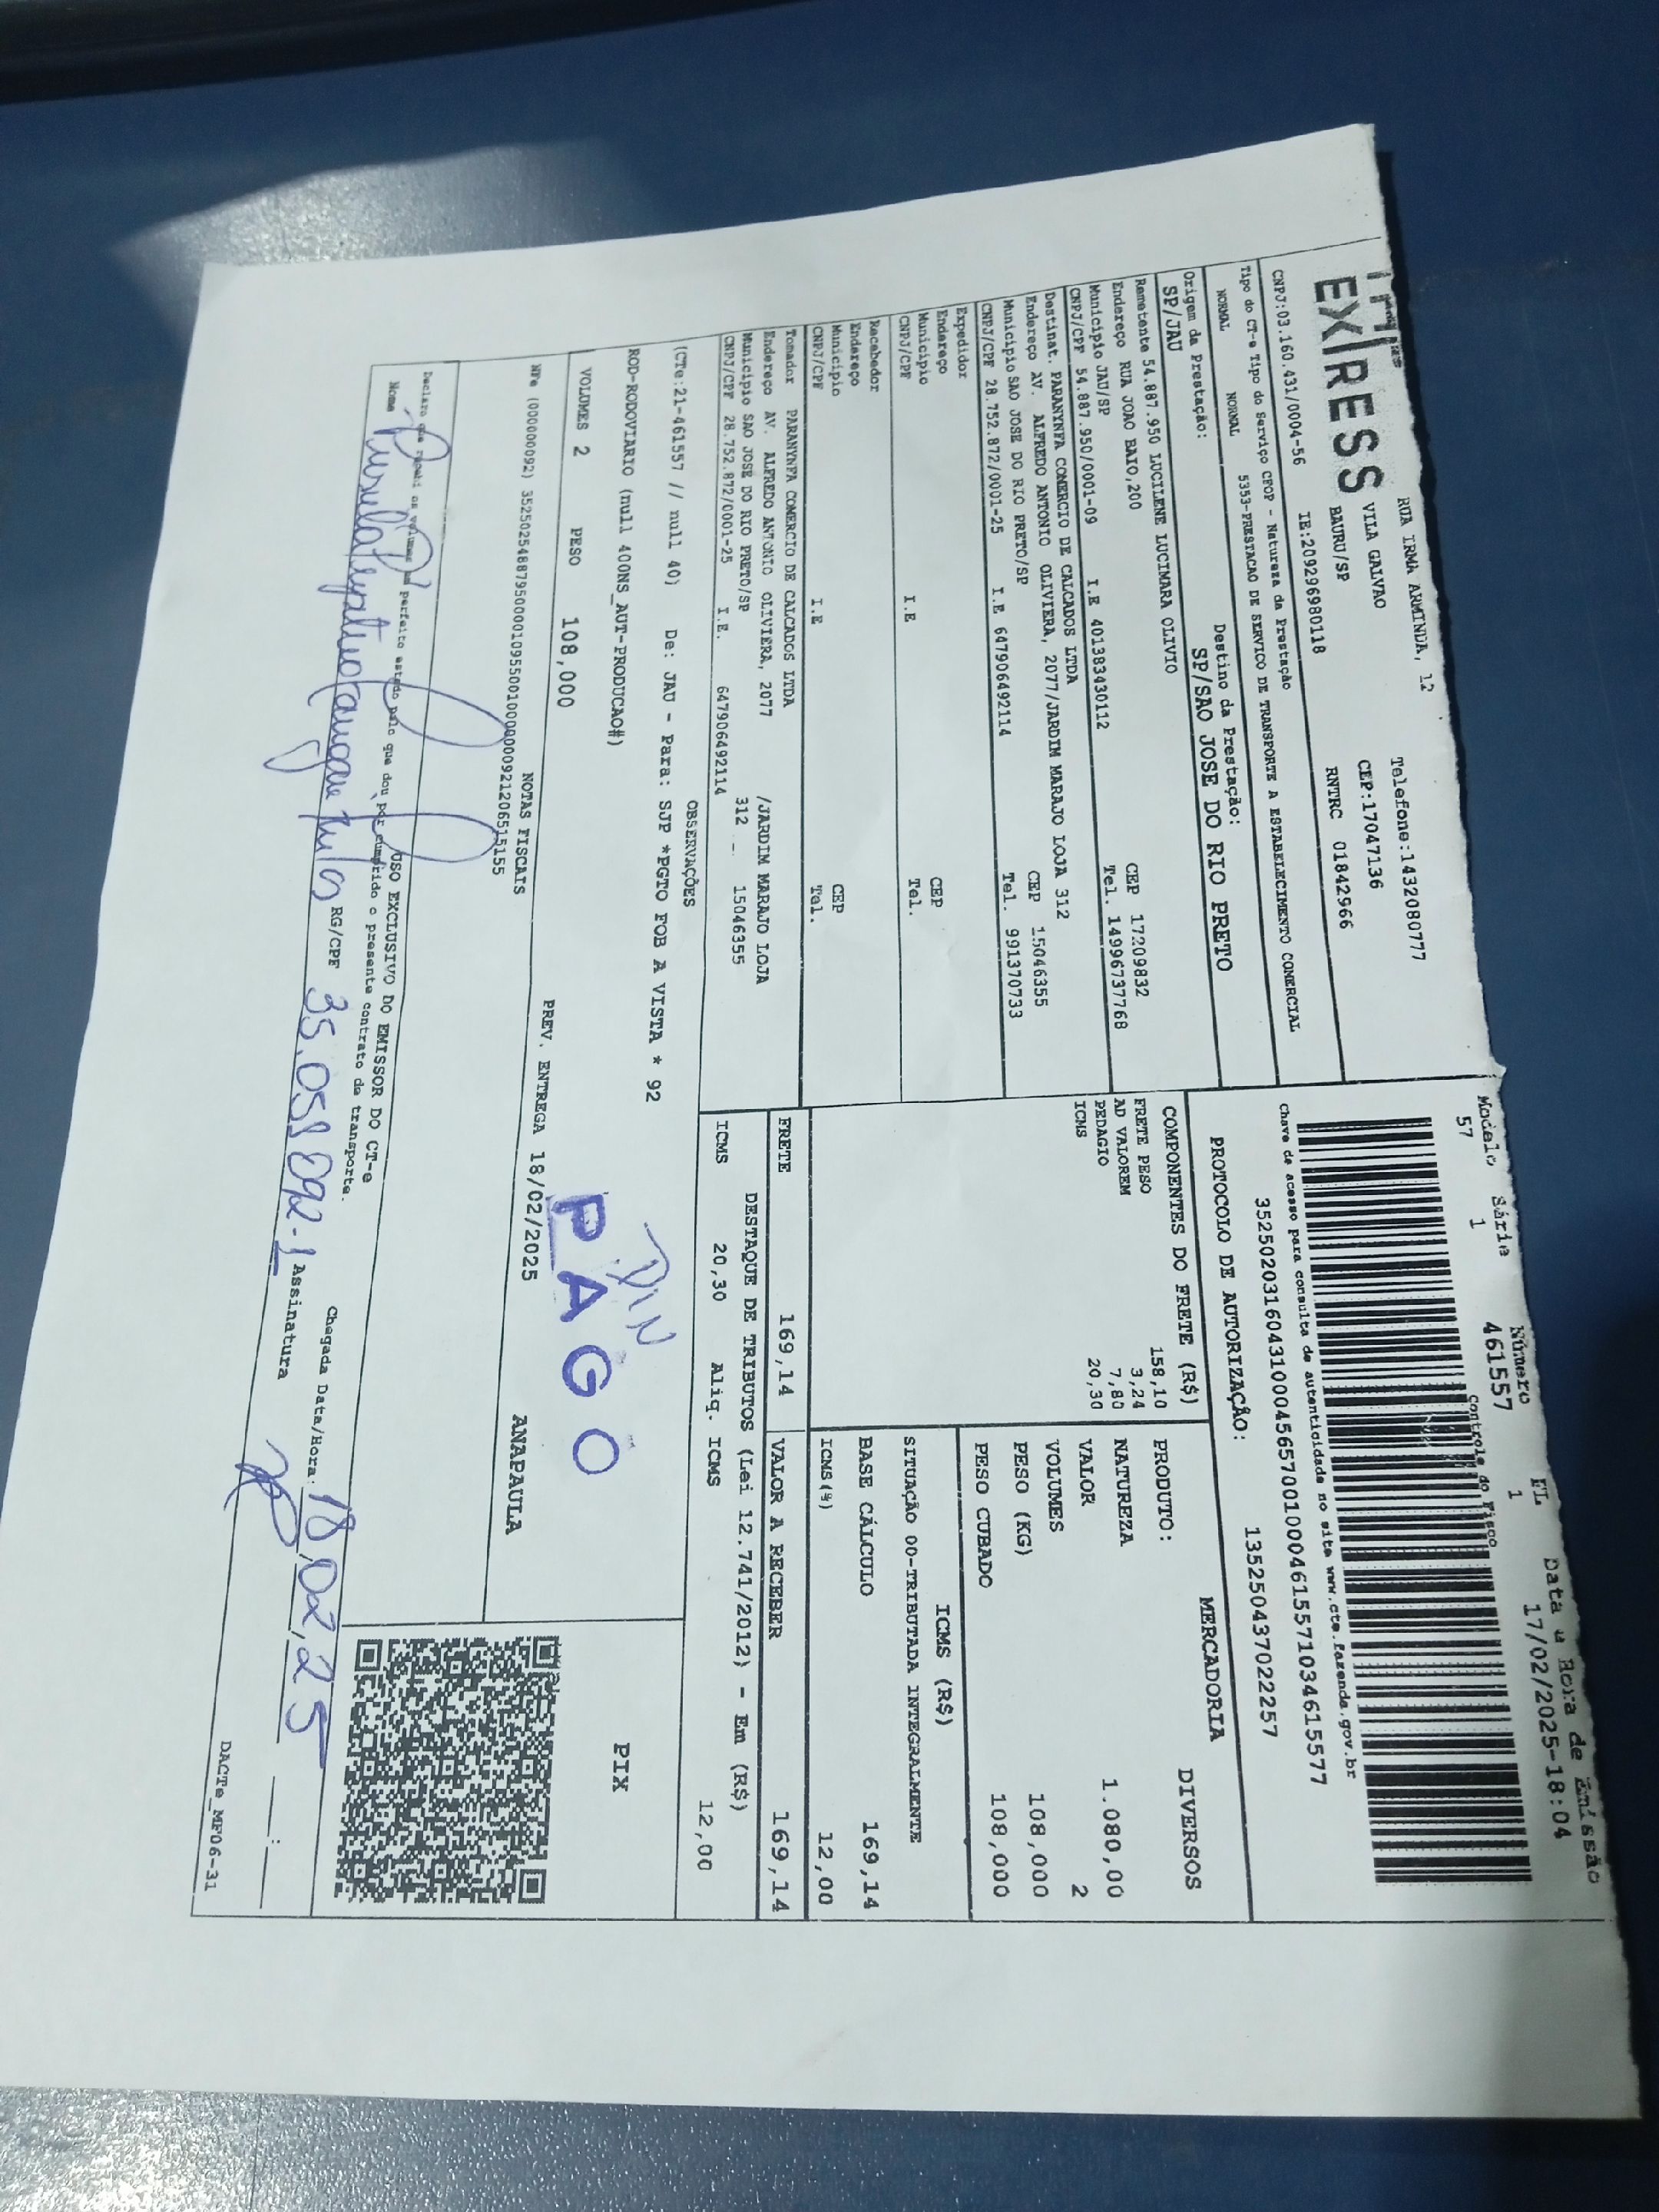 RUA IRMA ARMINDA, 12 Telefone:1432080777
EXPRESS VILA GALVAO CEP:17047136
BAURU/SP RNTRC 01842966
CNPJ:03.160.431/0004-56 IE:209296980118
Tipo do CT-e Tipo do Serviço CFOP - Natureza da Prestação
NORMAL NORMAL 5353-PRESTACAO DE SERVICO DE TRANSPORTE A ESTABELECIMENTO COMERCIAL
Origem da Prestação: Destino da Prestação:
SP/JAU SP/SAO JOSE DO RIO PRETO
Remetente 54.887.950 LUCILENE LUCIMARA OLIVIO
Endereço RUA JOAO BAIO,200 CEP 17209832
Municipio JAU/SP Tel. 14996737768
CNPJ/CPF 54.887.950/0001-09 I.E 401383430112
Destinat. PARANYNFA COMERCIO DE CALCADOS LTDA
Endereço AV. ALFREDO ANTONIO OLIVIERA, 2077/JARDIM MARAJO LOJA 312
Municipio SAO JOSE DO RIO PRETO/SP CEP 15046355
CNPJ/CPF 28.752.872/0001-25 I.E 647906492114 Tel. 991370733
Expedidor
Endereço
Municipio CEP
CNPJ/CPF I.E Tel.
Recebedor
Endereço
Municipio CEP
CNPJ/CPF I.E Tel.
Tomador PARANYNFA COMERCIO DE CALCADOS LTDA
Endereço AV. ALFREDO ANTONIO OLIVIERA, 2077 /JARDIM MARAJO LOJA
Municipio SAO JOSE DO RIO PRETO/SP 312 - 15046355
CNPJ/CPF 28.752.872/0001-25 I.E. 647906492114
Modelo Série Número FL Data e Hora de Emissão
57 1 461557 1 17/02/2025-18:04
Controle do Fisco
Chave de acesso para consulta de autenticidade no site www.cte.fazenda.gov.br
35250203160431000456570010004615571034615577
PROTOCOLO DE AUTORIZAÇÃO: 135250437022257
COMPONENTES DO FRETE (R$)
FRETE PESO 158,10
AD VALOREM 3,24
PEDAGIO 7,80
ICMS 20,30
MERCADORIA
PRODUTO: DIVERSOS
NATUREZA
VALOR 1.080,00
VOLUMES 2
PESO (KG) 108,000
PESO CUBADO 108,000
ICMS (R$)
SITUAÇÃO 00-TRIBUTADA INTEGRALMENTE
BASE CÁLCULO 169,14
ICMS(%) 12,00
FRETE 169,14 VALOR A RECEBER 169,14
DESTAQUE DE TRIBUTOS (Lei 12.741/2012) - Em (R$)
ICMS 20,30 Aliq. ICMS 12,00
OBSERVAÇÕES
(CTe:21-461557 // null 40) De: JAU - Para: SJP *PGTO FOB A VISTA * 92
ROD-RODOVIARIO (null 400NS_AUT-PRODUCAO#)
DIN
PAGO
PIX
VOLUMES 2 PESO 108,000 PREV. ENTREGA 18/02/2025 ANAPAULA
NOTAS FISCAIS
NFe (000000092)
USO EXCLUSIVO DO EMISSOR DO CT-e
Declaro que recebi os volumes em perfeito estado pelo que dou por cumprido o presente contrato de transporte.
Nome RG/CPF 35.058.092-1 Assinatura Chegada Data/Hora: 18,02,25 __:__
DACTe_MF06-31